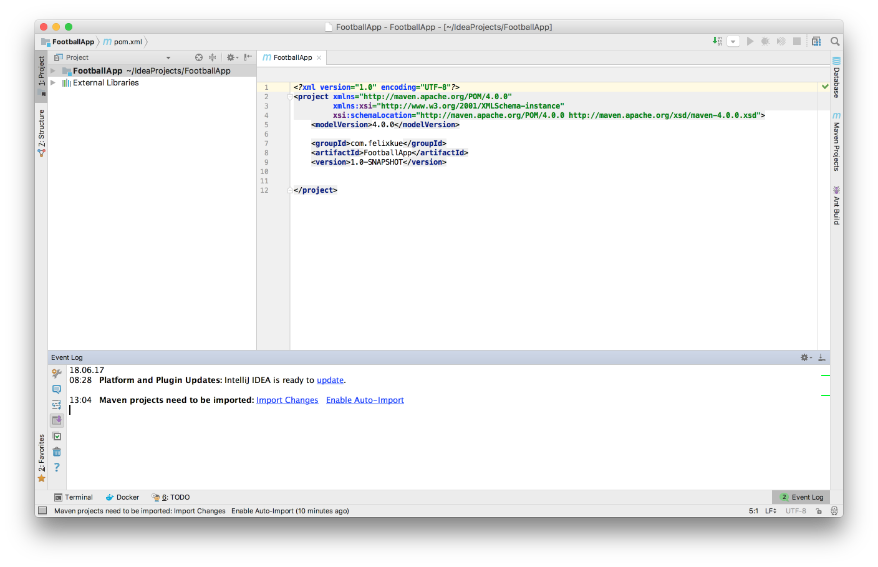 FootballApp - FootballApp - [~/IdeaProjects/FootballApp]
FootballApp m pom.xml
1: Project
Z: Structure
2: Favorites
Project
FootballApp ~/IdeaProjects/FootballApp
External Libraries
m FootballApp ×
1 <?xml version="1.0" encoding="UTF-8"?>
2 <project xmlns="http://maven.apache.org/POM/4.0.0"
3 xmlns:xsi="http://www.w3.org/2001/XMLSchema-instance"
4 xsi:schemaLocation="http://maven.apache.org/POM/4.0.0 http://maven.apache.org/xsd/maven-4.0.0.xsd">
5 <modelVersion>4.0.0</modelVersion>
6
7 <groupId>com.felixkue</groupId>
8 <artifactId>FootballApp</artifactId>
9 <version>1.0-SNAPSHOT</version>
10
11
12 </project>
Database
m Maven Projects
Ant Build
Event Log
18.06.17
08:28 Platform and Plugin Updates: IntelliJ IDEA is ready to update.
13:04 Maven projects need to be imported: Import Changes Enable Auto-Import
?
Terminal Docker 6: TODO 2 Event Log
Maven projects need to be imported: Import Changes Enable Auto-Import (10 minutes ago) 5:1 LF÷ UTF-8